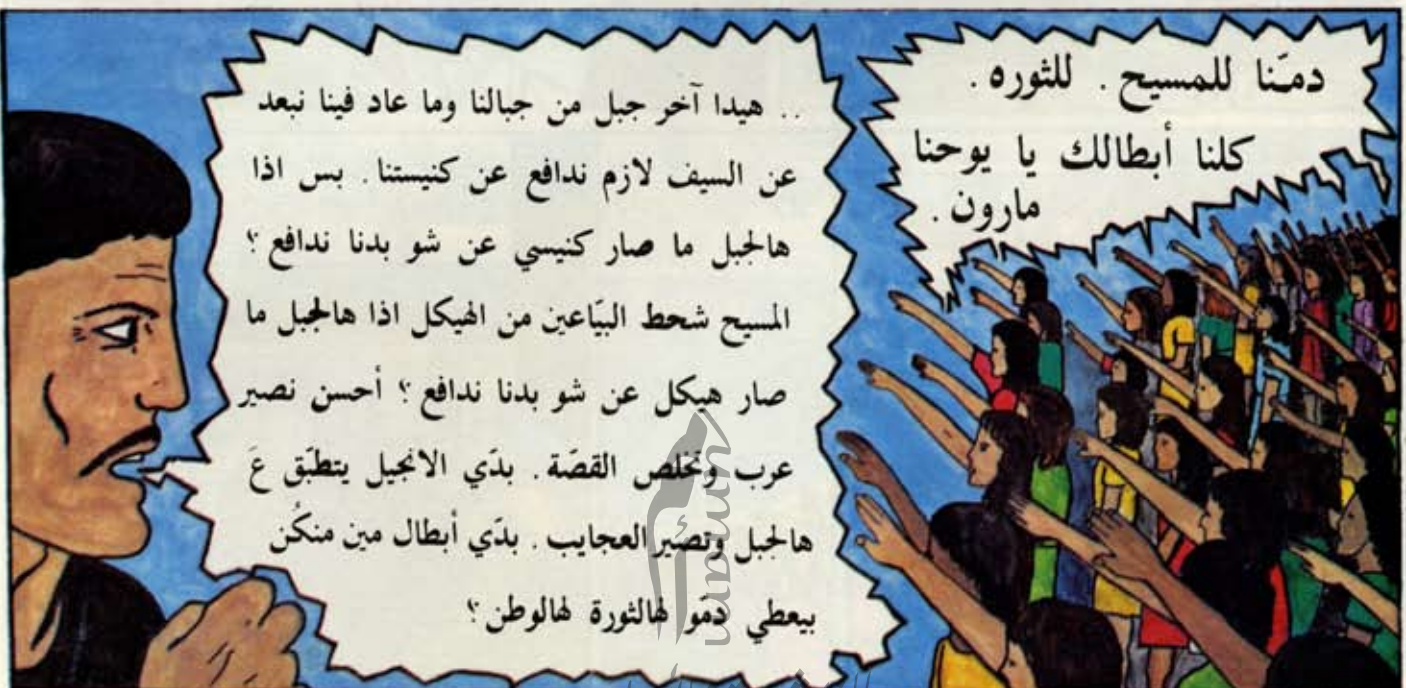 دمّنا للمسيح . للثوره .
كلنا أبطالك يا يوحنا
مارون .
.. هيدا آخر جبل من جبالنا وما عاد فينا نبعد
عن السيف لازم ندافع عن كنيستنا . بس اذا
هالجبل ما صار كنيسي عن شو بدنا ندافع ؟
المسيح شحط البيّاعين من الهيكل اذا هالجبل ما
صار هيكل عن شو بدنا ندافع ؟ أحسن نصير
عرب وتخلص القصّة . بدّي الانجيل يتطبّق عَ
هالجبل وتصير العجايب . بدّي أبطال مين منكُن
بيعطي دمو لهالثورة لهالوطن ؟
umam